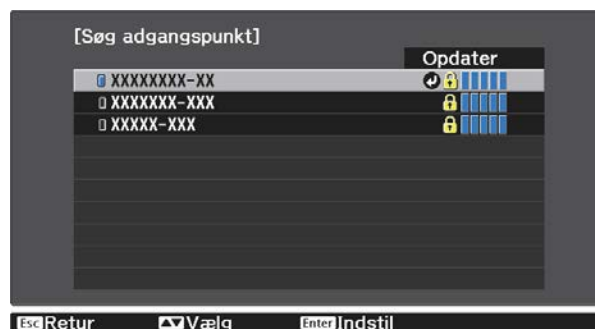 [Søg adgangspunkt]
Opdater
XXXXXXXX-XX
XXXXXXX-XXX
XXXXX-XXX
Esc Retur Vælg Enter Indstil